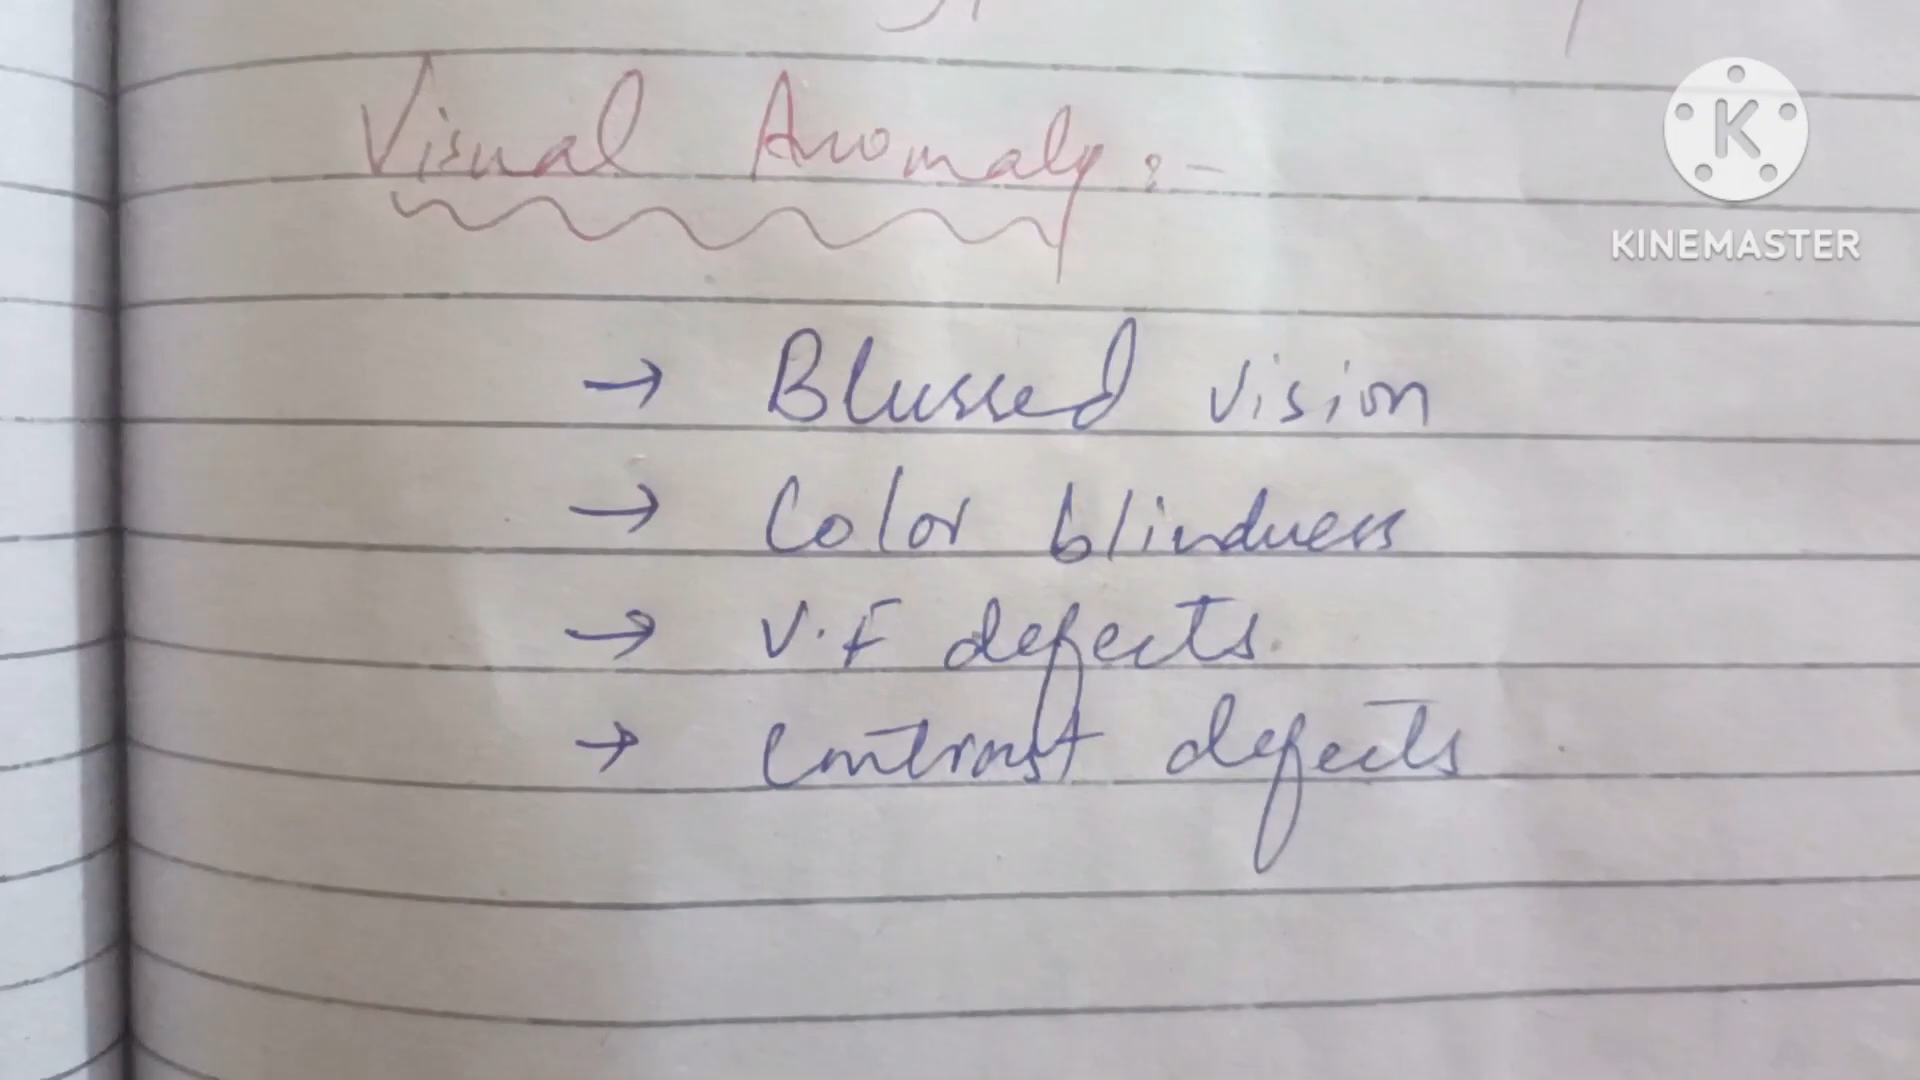 Visual Anomaly :-
→ Blurred vision
→ Color blindness
→ V.F defects.
→ Contrast defects
K
KINEMASTER